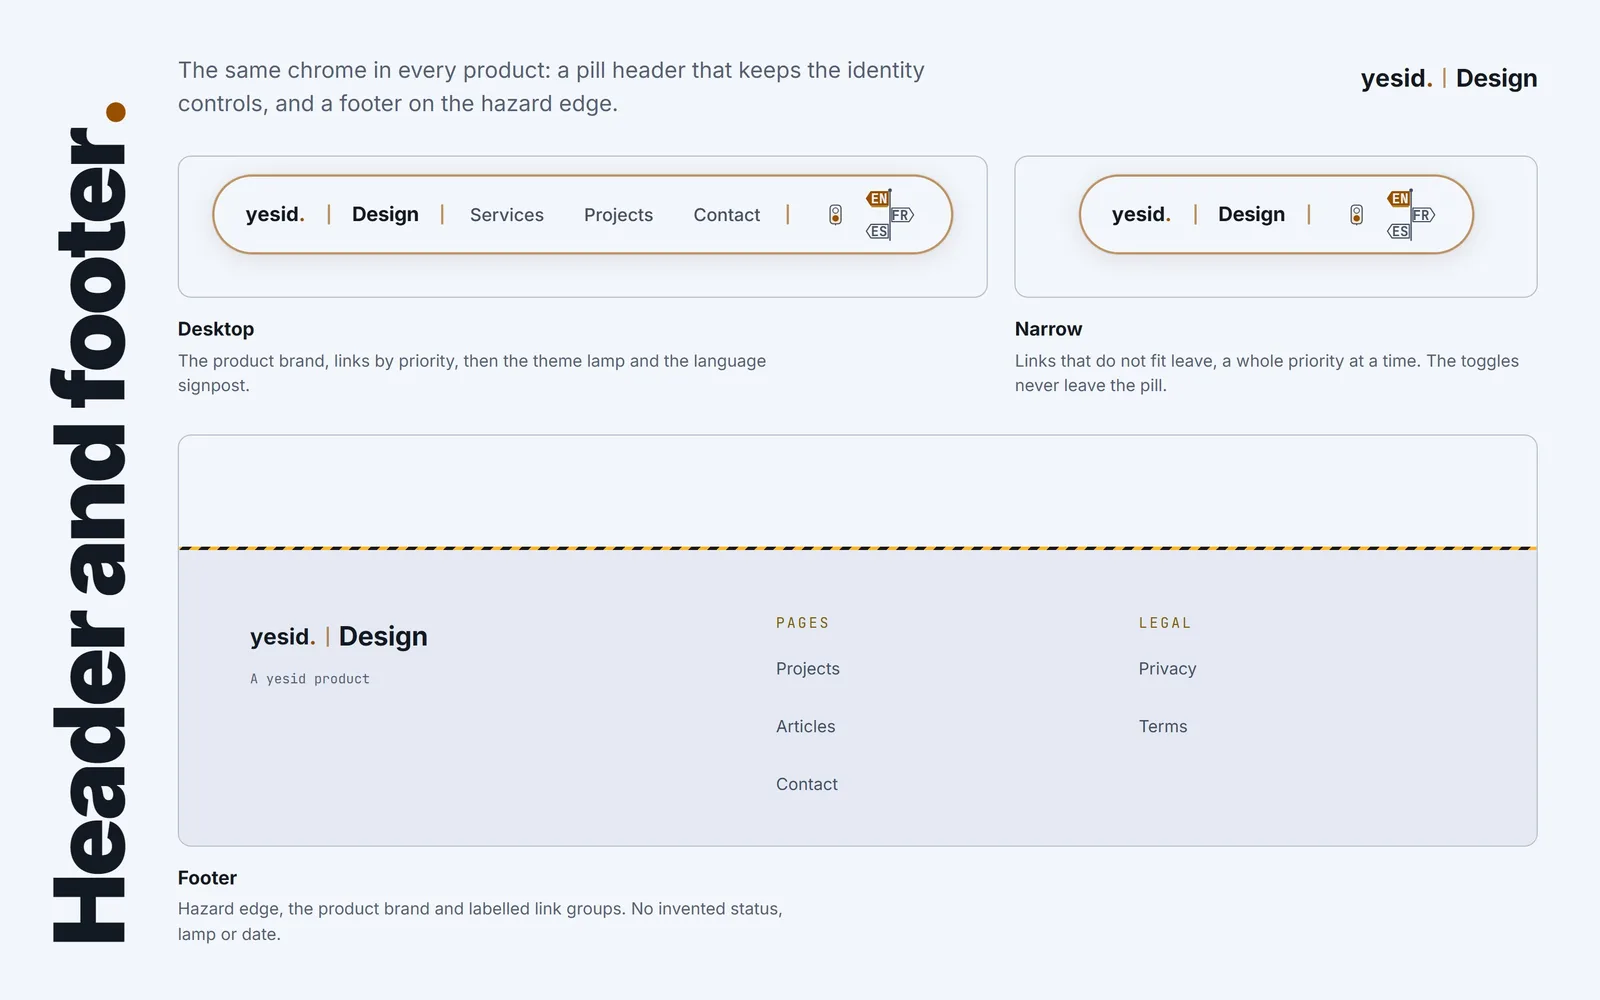 Header and footer.
The same chrome in every product: a pill header that keeps the identity
controls, and a footer on the hazard edge.
yesid. | Design
yesid. | Design | Services Projects Contact |
EN
FR
ES
yesid. | Design |
EN
FR
ES
Desktop
The product brand, links by priority, then the theme lamp and the language
signpost.
Narrow
Links that do not fit leave, a whole priority at a time. The toggles
never leave the pill.
yesid. | Design
A yesid product
PAGES
Projects
Articles
Contact
LEGAL
Privacy
Terms
Footer
Hazard edge, the product brand and labelled link groups. No invented status,
lamp or date.